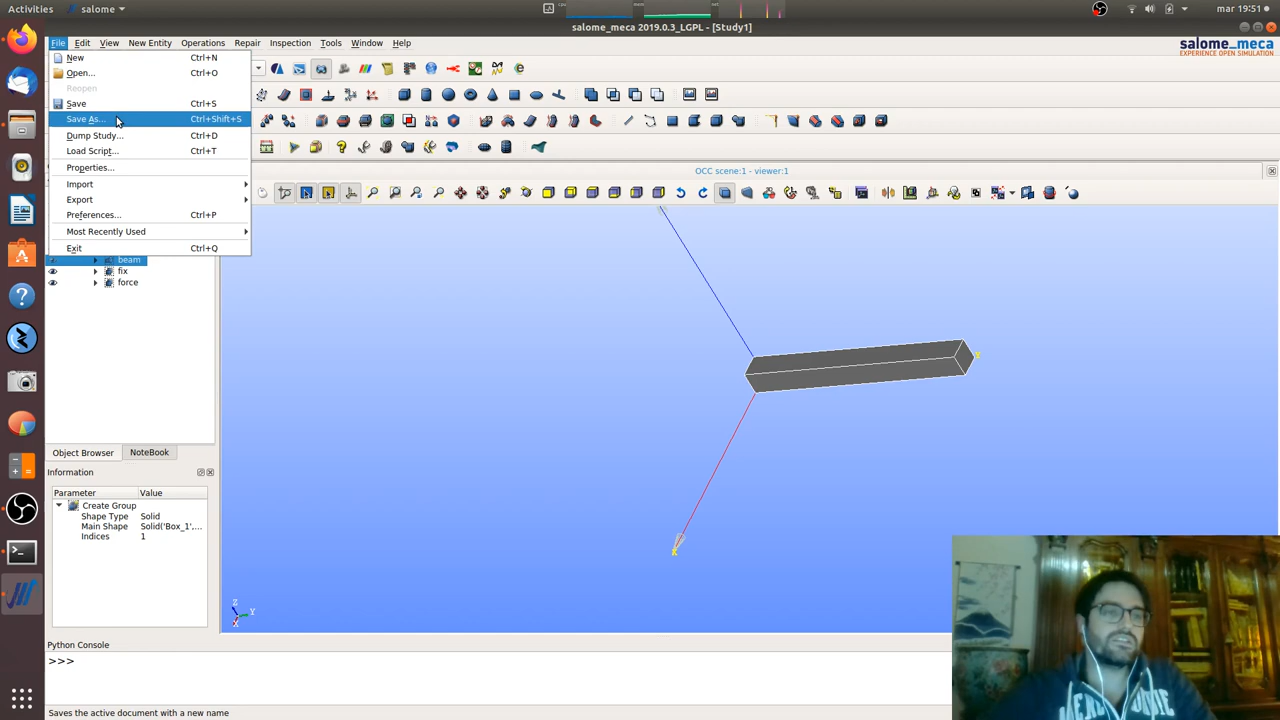 Activities
salome
mar 19:51
salome_meca 2019.0.3_LGPL - [Study1]
File Edit View New Entity Operations Repair Inspection Tools Window Help
salome_meca
EXPERIENCE OPEN SIMULATION
New Ctrl+N
Open... Ctrl+O
Reopen
Save Ctrl+S
Save As... Ctrl+Shift+S
Dump Study... Ctrl+D
Load Script... Ctrl+T
Properties...
Import
Export
Preferences... Ctrl+P
Most Recently Used
Exit Ctrl+Q
OCC scene:1 - viewer:1
beam
fix
force
Object Browser NoteBook
Information
Parameter Value
Create Group
Shape Type Solid
Main Shape Solid('Box_1',...
Indices 1
Z
Y
X
Python Console
>>>
Saves the active document with a new name